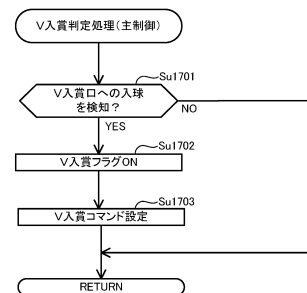 V入賞判定処理(主制御)
Su1701
V入賞口への入球
を検知?
NO
YES
Su1702
V入賞フラグON
Su1703
V入賞コマンド設定
RETURN